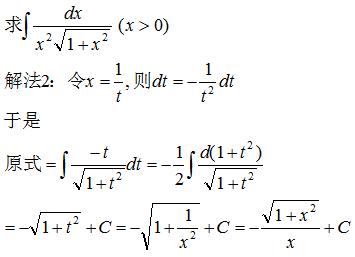 求∫ dx / (x²√(1+x²)) (x>0)
解法2：令x = 1/t, 则dt = −(1/t²)dt
于是
原式 = ∫ (−t)/√(1+t²) dt = −(1/2)∫ d(1+t²)/√(1+t²)
= −√(1+t²) + C = −√(1+1/x²) + C = −√(1+x²)/x + C